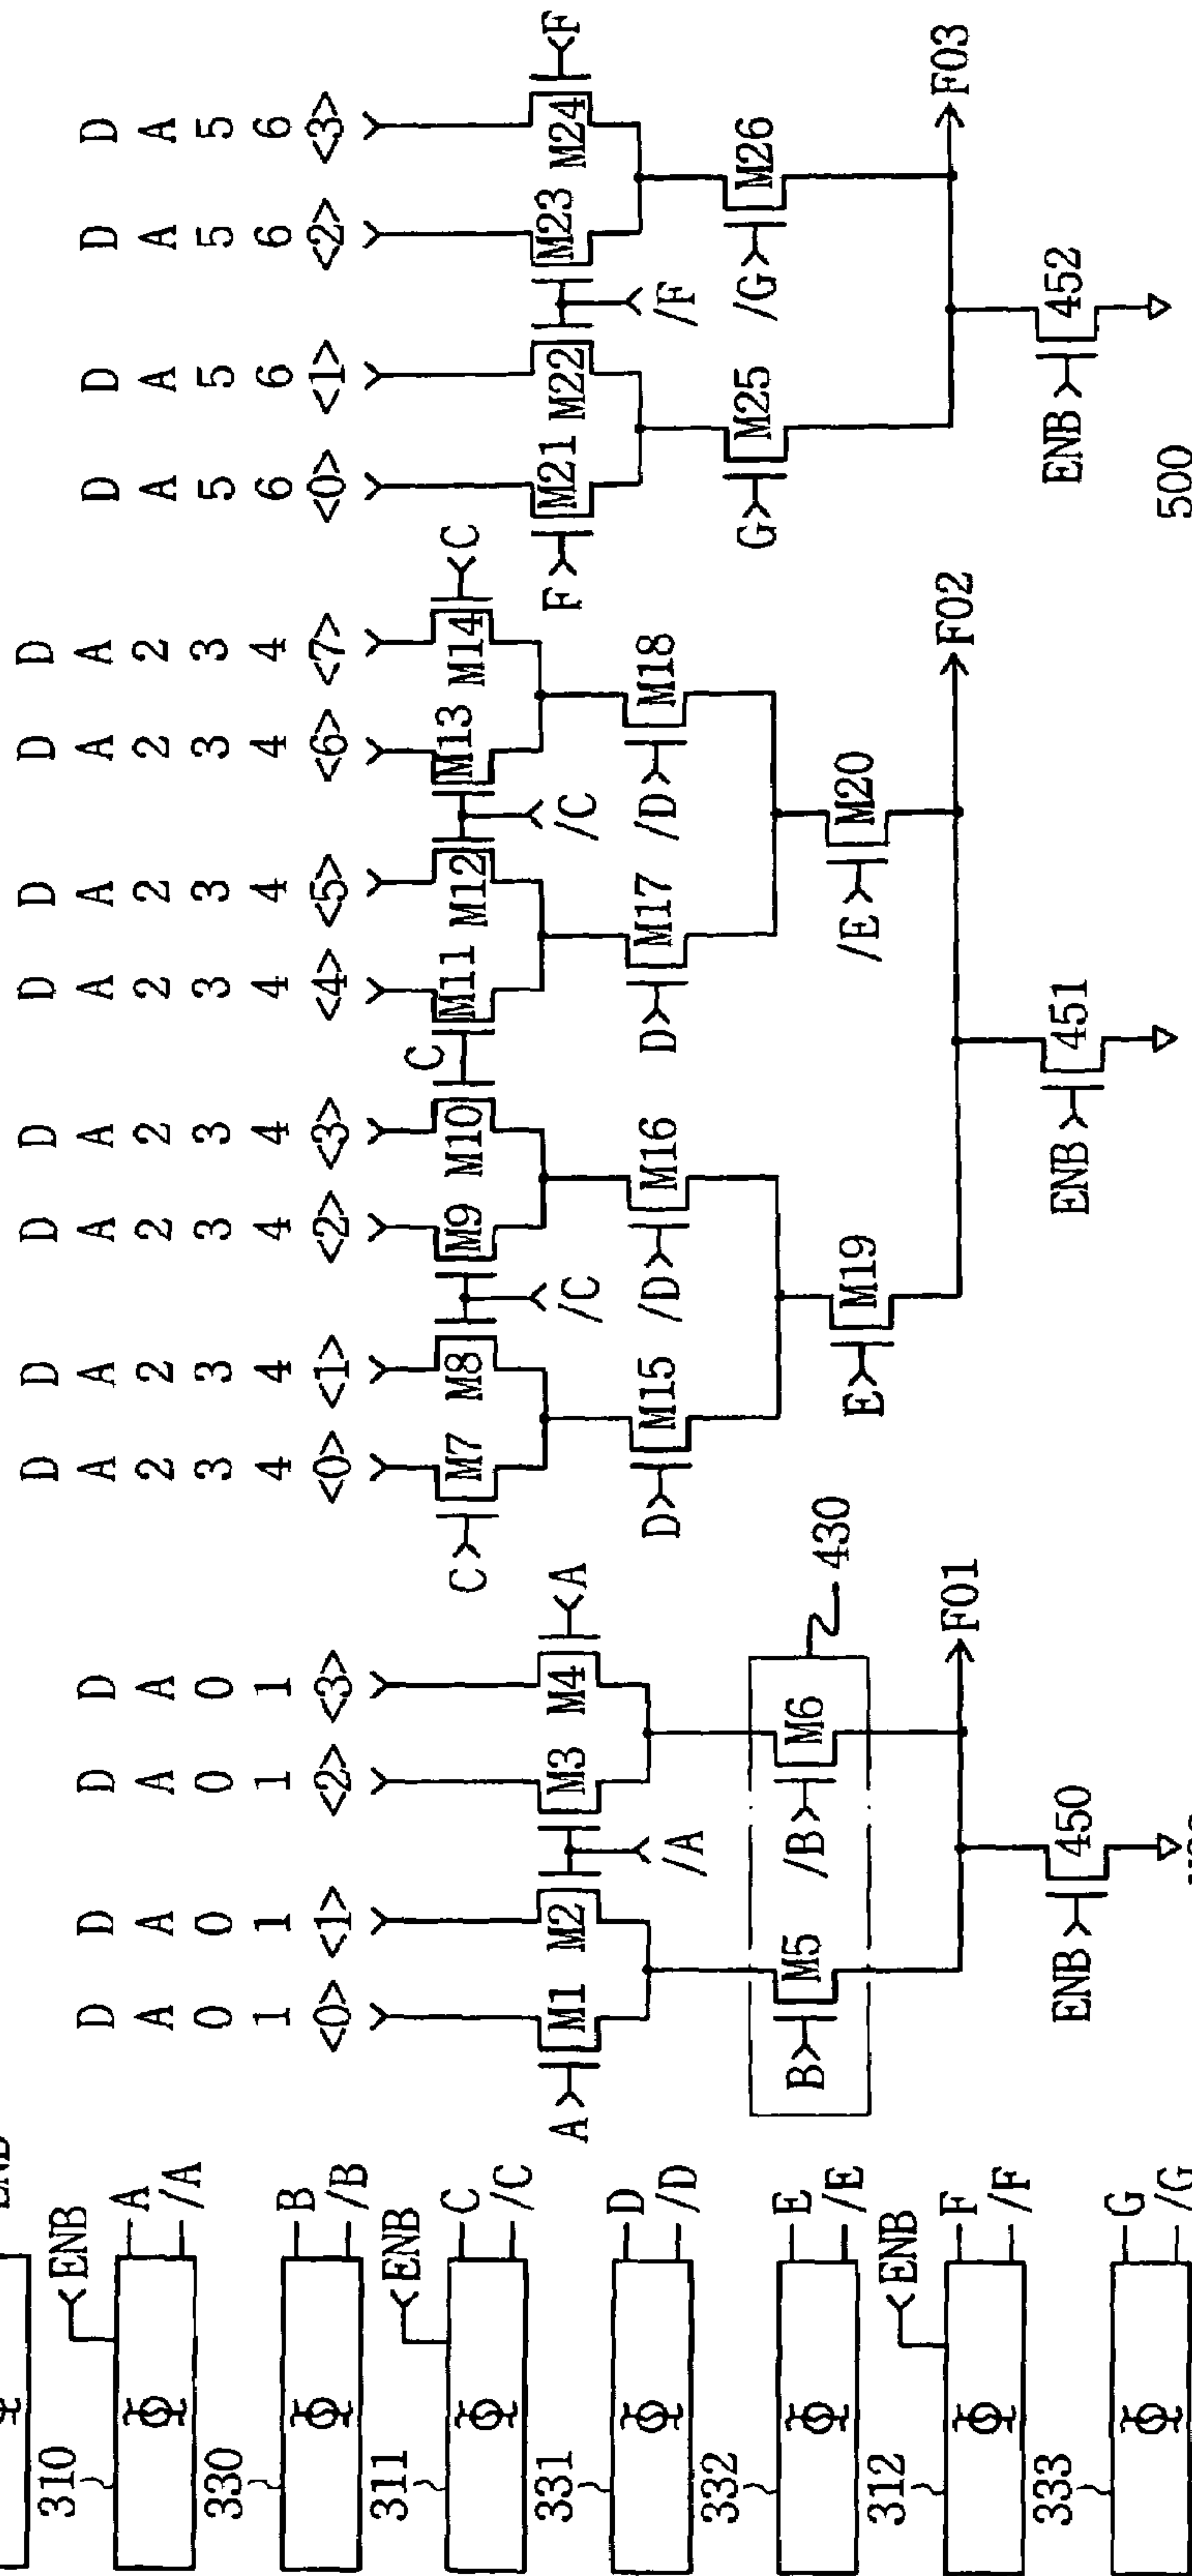 310
ENB
A
/A
330
B
/B
311
ENB
C
/C
331
D
/D
332
E
/E
312
ENB
F
/F
333
G
/G
DA01<0>
DA01<1>
DA01<2>
DA01<3>
A
M1
M2
/A
M3
M4
A
B
M5
/B
M6
430
F01
ENB
450
DA234<0>
DA234<1>
DA234<2>
DA234<3>
DA234<4>
DA234<5>
DA234<6>
DA234<7>
C
M7
M8
/C
M9
M10
C
M11
M12
/C
M13
M14
C
D
M15
/D
M16
D
M17
/D
M18
E
M19
/E
M20
F02
ENB
451
DA56<0>
DA56<1>
DA56<2>
DA56<3>
F
M21
M22
/F
M23
M24
F
G
M25
/G
M26
F03
ENB
452
500